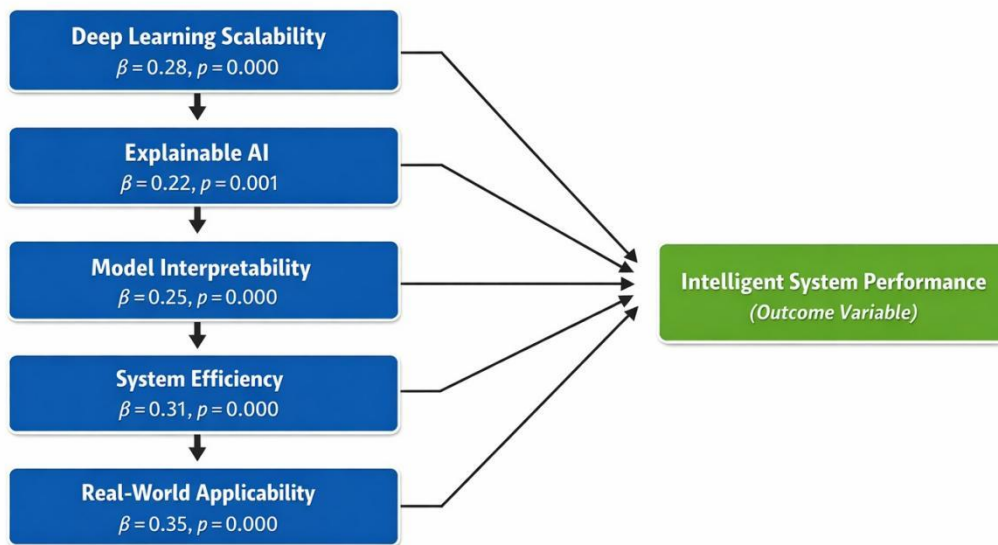 Deep Learning Scalability
β = 0.28, p = 0.000
Explainable AI
β = 0.22, p = 0.001
Model Interpretability
β = 0.25, p = 0.000
System Efficiency
β = 0.31, p = 0.000
Real-World Applicability
β = 0.35, p = 0.000
Intelligent System Performance
(Outcome Variable)